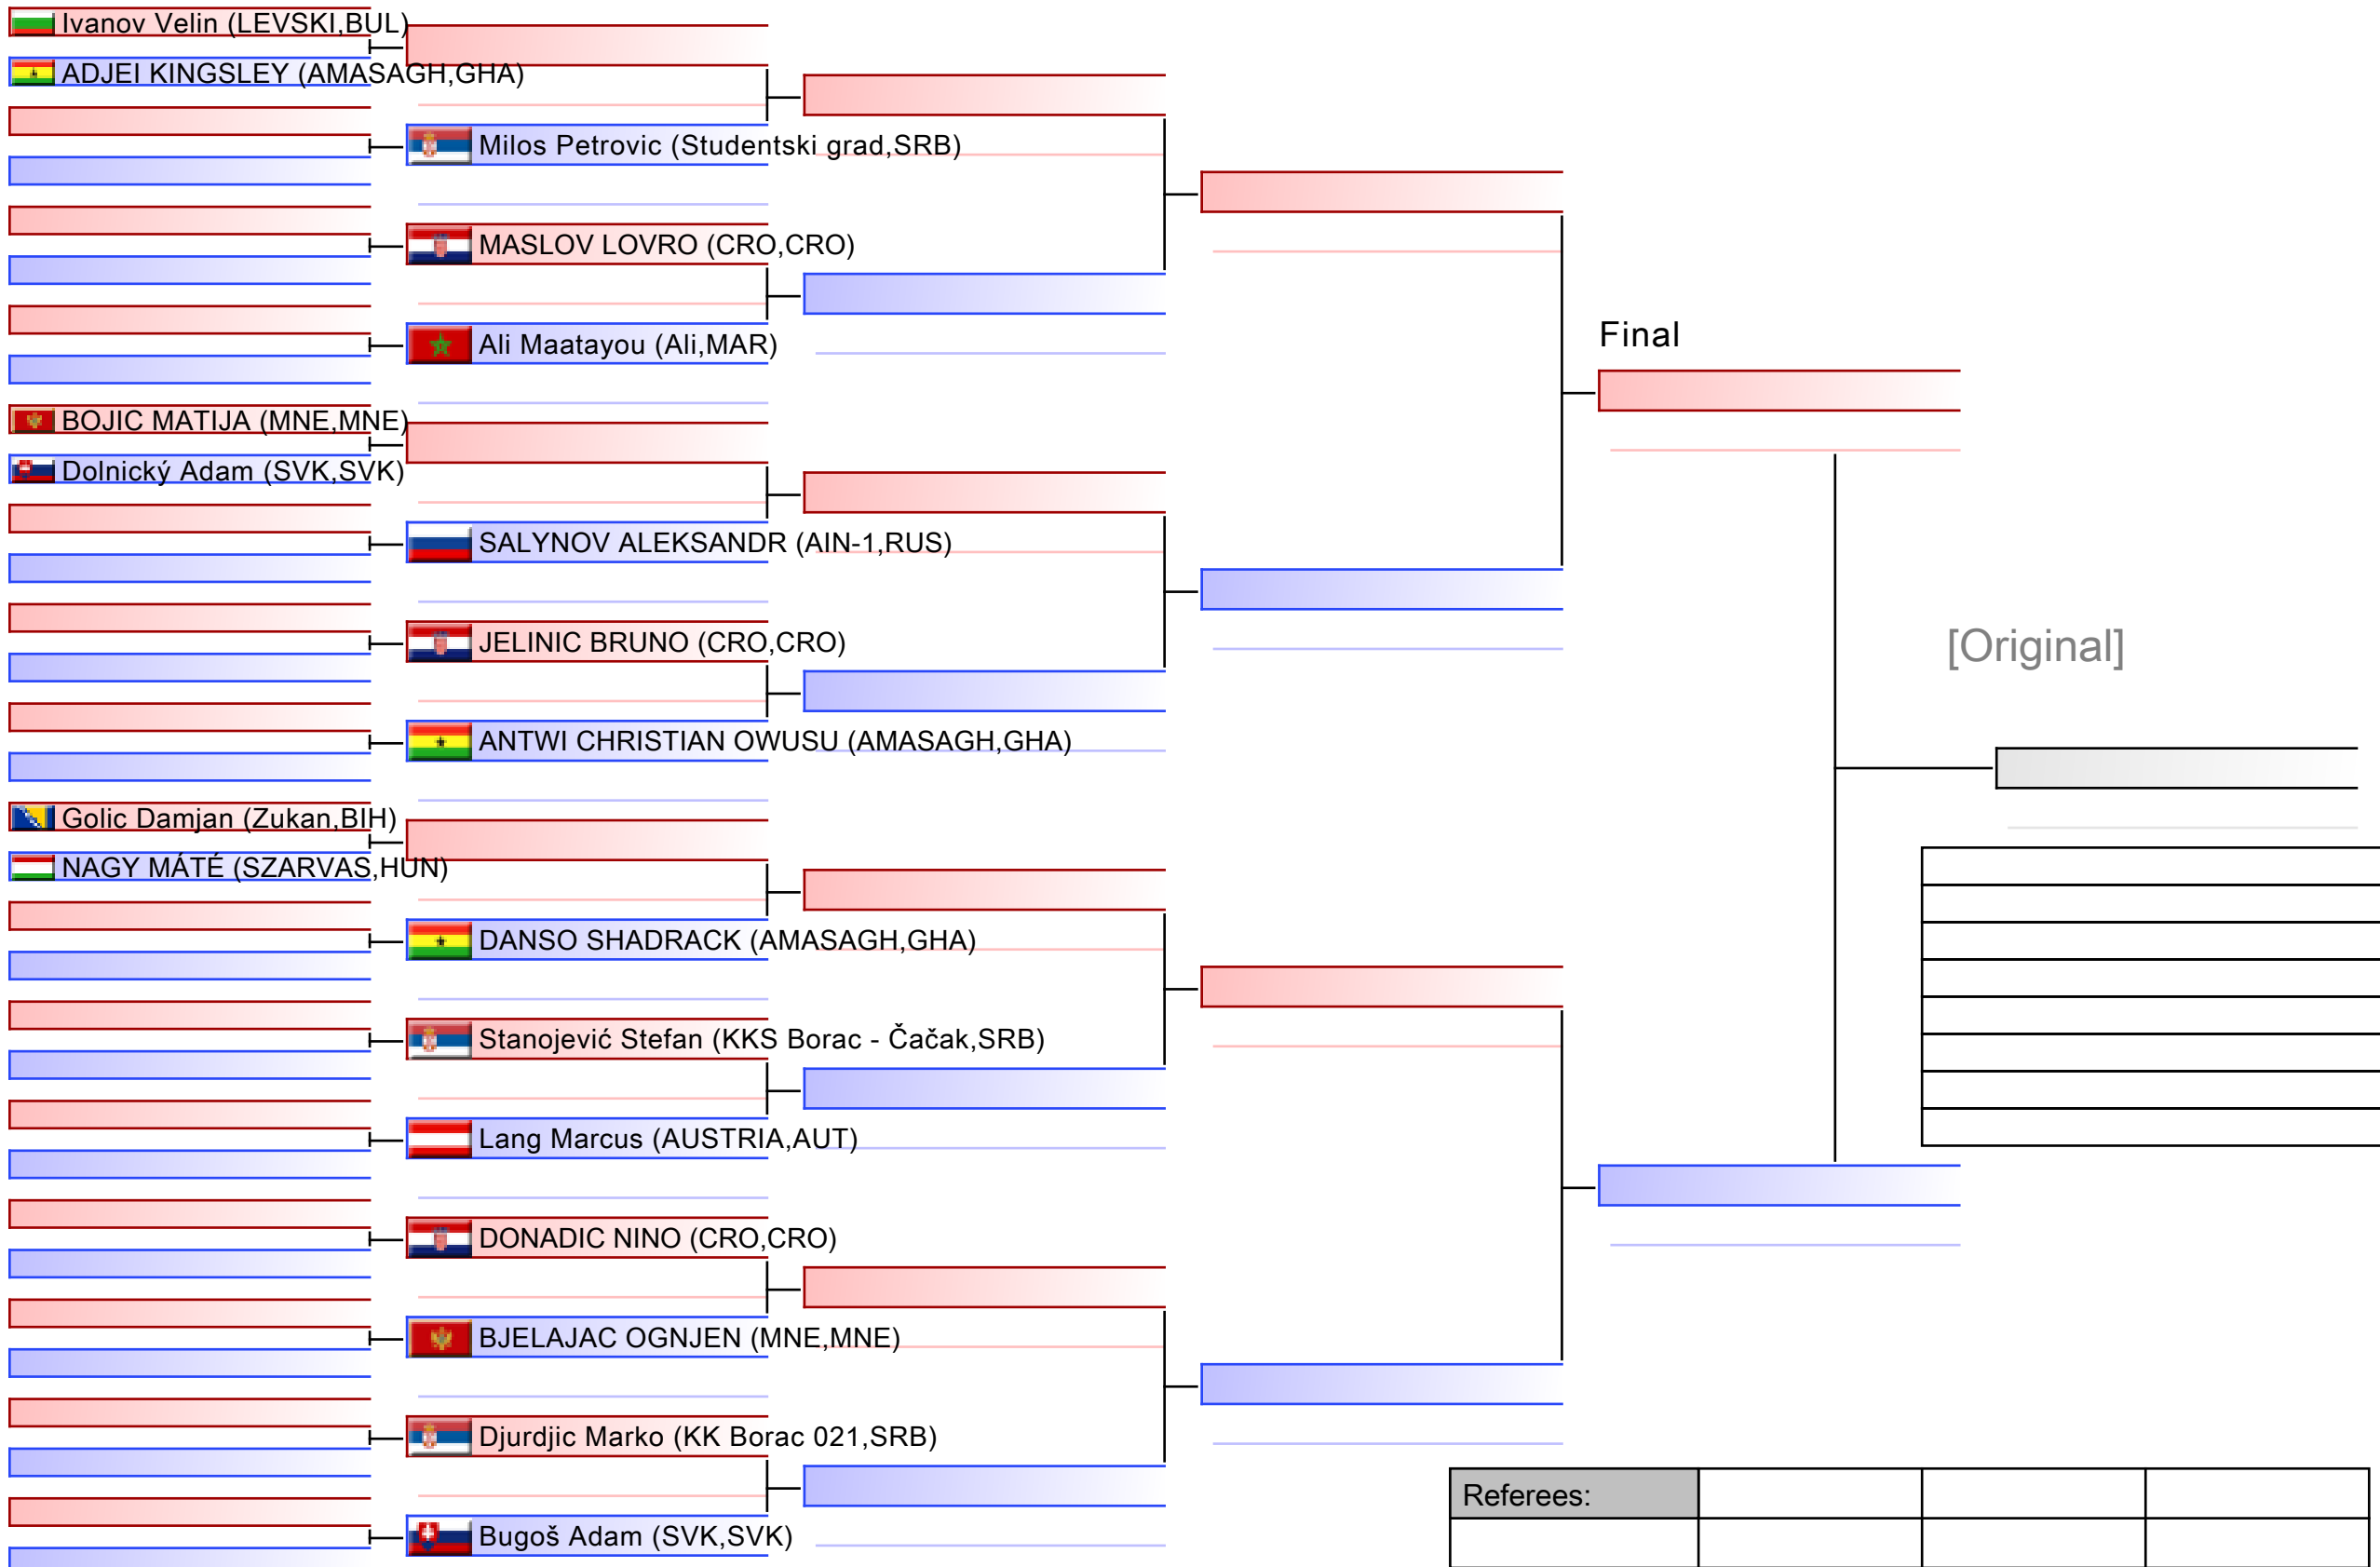 Ivanov Velin (LEVSKI,BUL)
ADJEI KINGSLEY (AMASAGH,GHA)
Milos Petrovic (Studentski grad,SRB)
MASLOV LOVRO (CRO,CRO)
Ali Maatayou (Ali,MAR)
BOJIC MATIJA (MNE,MNE)
Dolnický Adam (SVK,SVK)
SALYNOV ALEKSANDR (AIN-1,RUS)
JELINIC BRUNO (CRO,CRO)
ANTWI CHRISTIAN OWUSU (AMASAGH,GHA)
Golic Damjan (Zukan,BIH)
NAGY MÁTÉ (SZARVAS,HUN)
DANSO SHADRACK (AMASAGH,GHA)
Stanojević Stefan (KKS Borac - Čačak,SRB)
Lang Marcus (AUSTRIA,AUT)
DONADIC NINO (CRO,CRO)
BJELAJAC OGNJEN (MNE,MNE)
Djurdjic Marko (KK Borac 021,SRB)
Bugoš Adam (SVK,SVK)
Final
[Original]
Referees: